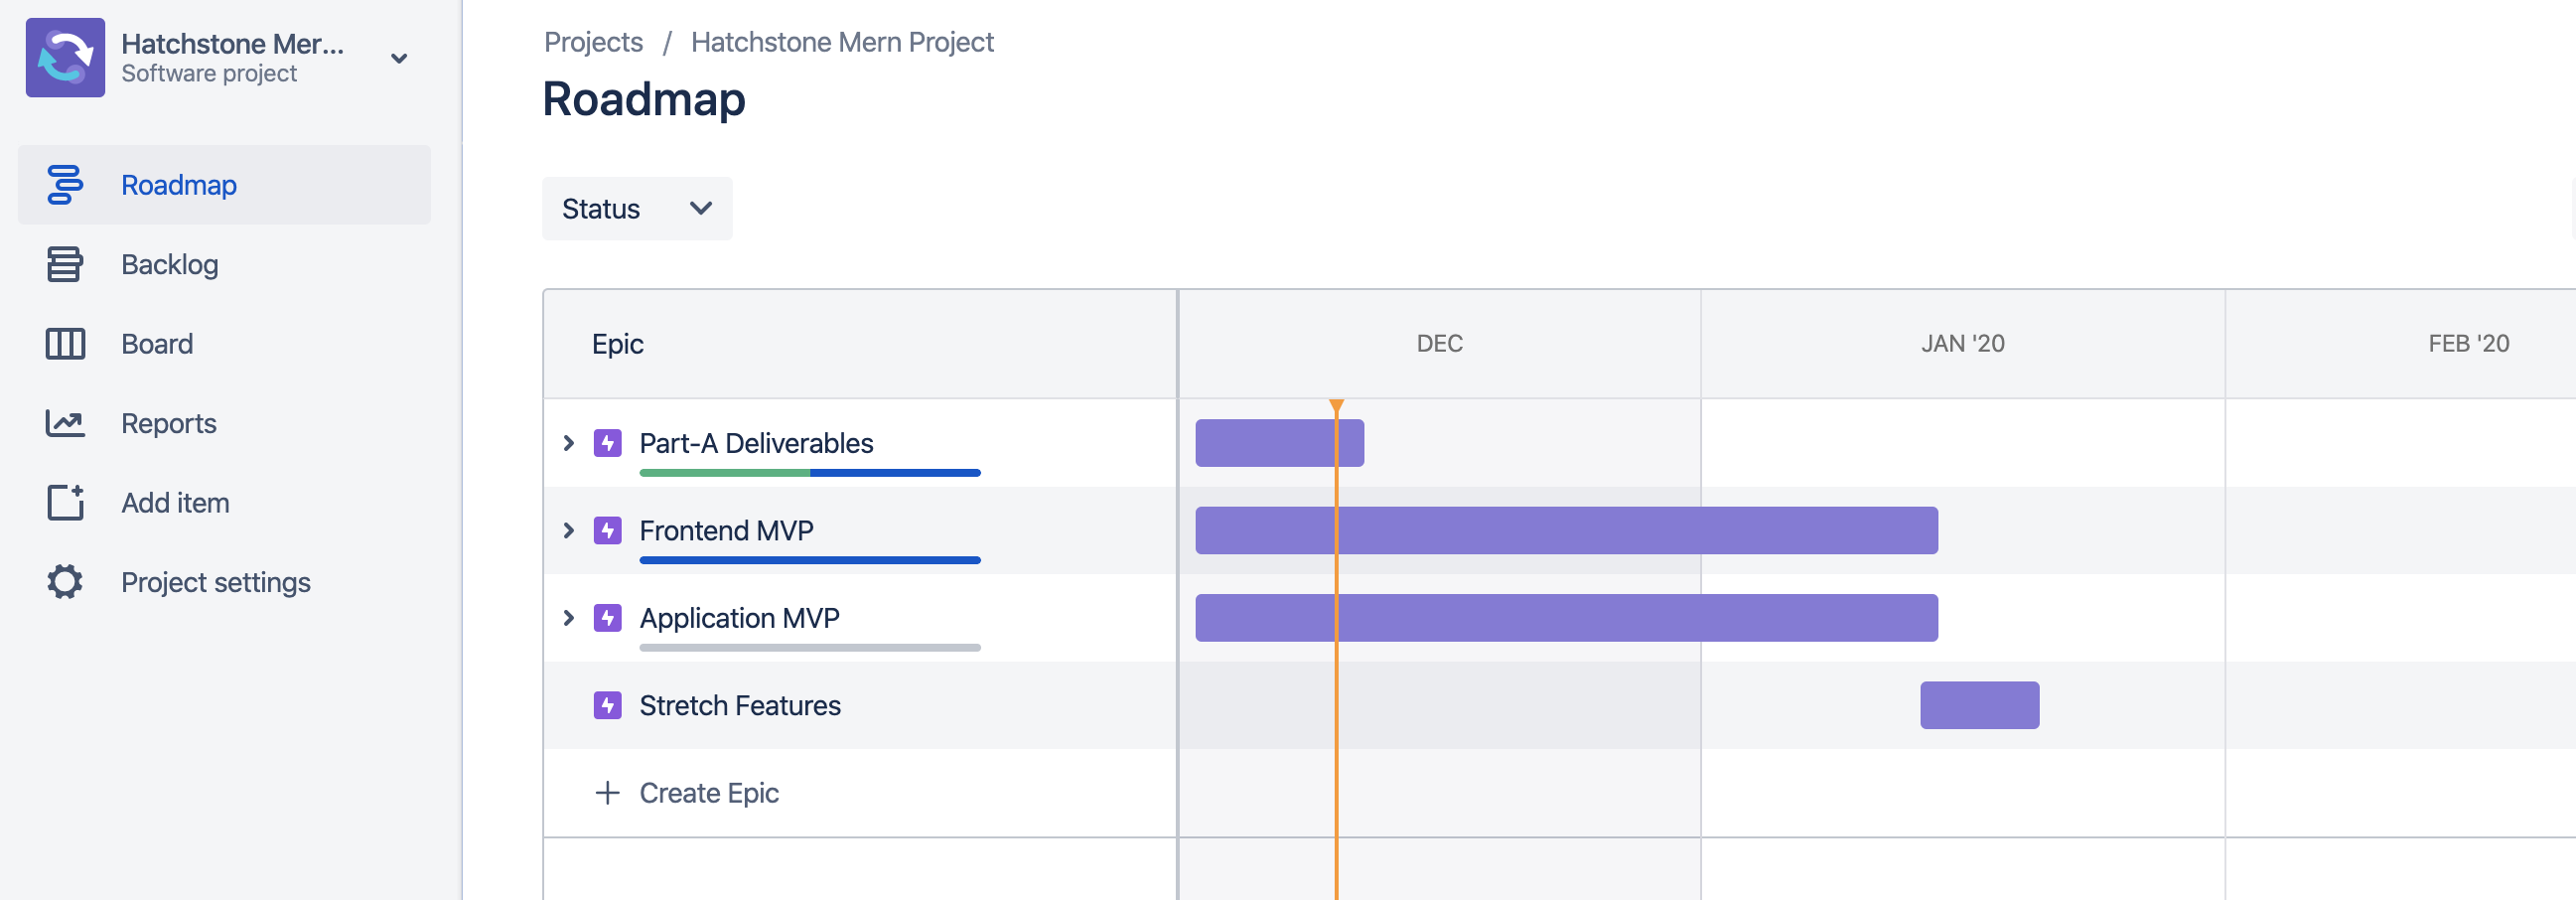 Hatchstone Mer...
Software project
Roadmap
Backlog
Board
Reports
Add item
Project settings
Projects / Hatchstone Mern Project
Roadmap
Status
Epic DEC JAN '20 FEB '20
Part-A Deliverables
Frontend MVP
Application MVP
Stretch Features
Create Epic